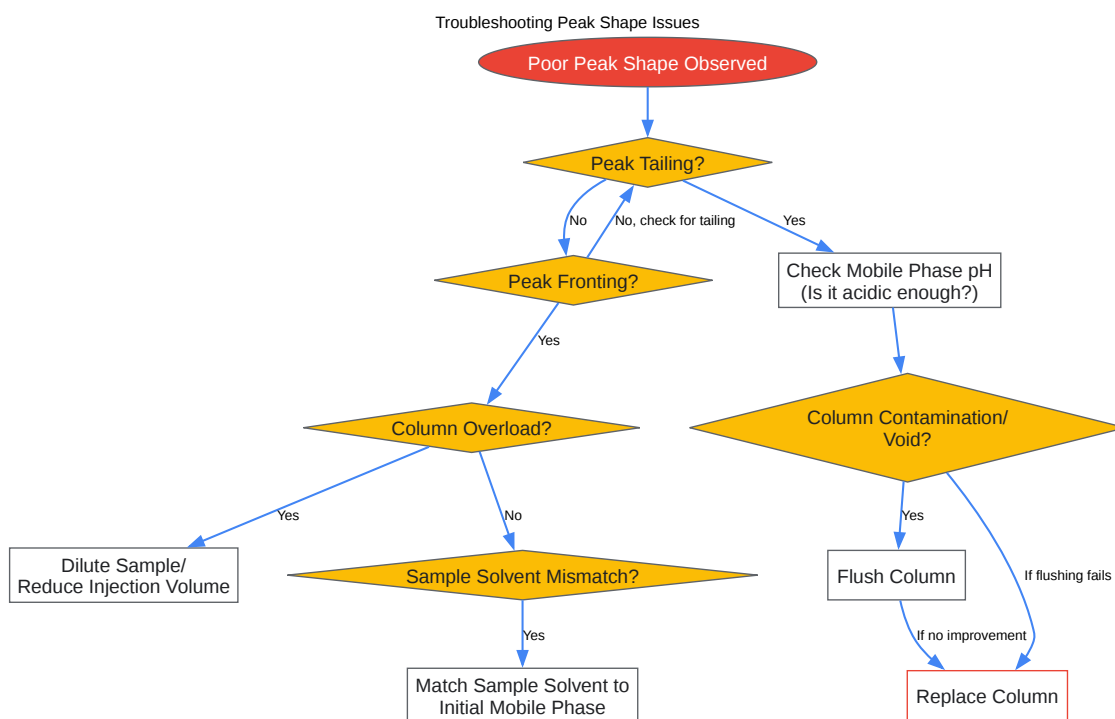 Troubleshooting Peak Shape Issues
Poor Peak Shape Observed
Peak Tailing?
No
No, check for tailing
Yes
Peak Fronting?
Check Mobile Phase pH
(Is it acidic enough?)
Yes
Column Overload?
Column Contamination/
Void?
Yes
No
Yes
Dilute Sample/
Reduce Injection Volume
Sample Solvent Mismatch?
Flush Column
If flushing fails
Yes
If no improvement
Match Sample Solvent to
Initial Mobile Phase
Replace Column